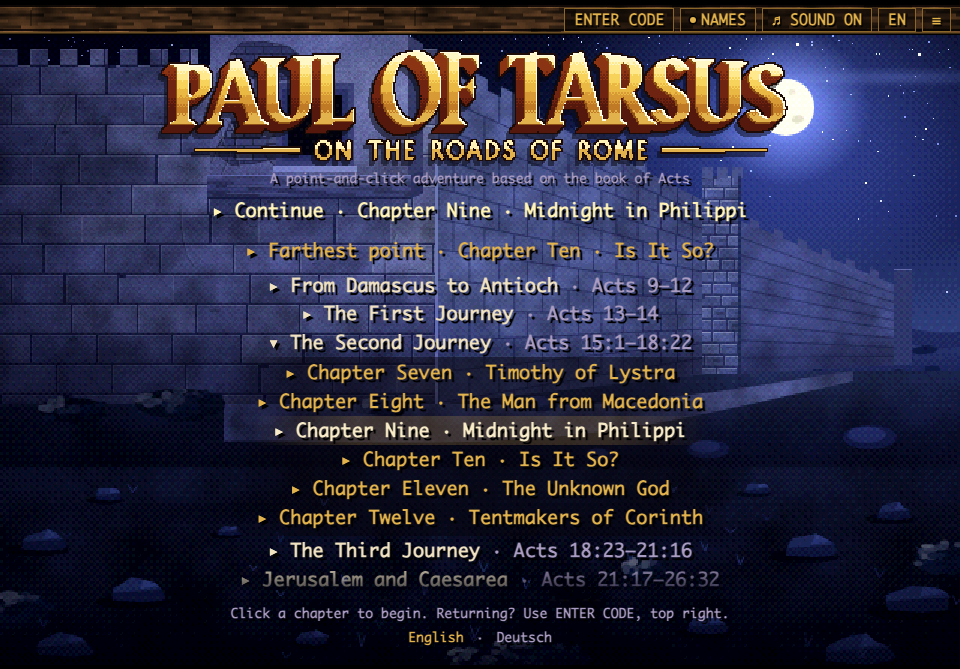 ENTER CODE ● NAMES ♬ SOUND ON EN ≡
PAUL OF TARSUS
ON THE ROADS OF ROME
A point-and-click adventure based on the book of Acts
▸ Continue · Chapter Nine · Midnight in Philippi
▸ Farthest point · Chapter Ten · Is It So?
▸ From Damascus to Antioch · Acts 9–12
▸ The First Journey · Acts 13–14
▾ The Second Journey · Acts 15:1–18:22
▸ Chapter Seven · Timothy of Lystra
▸ Chapter Eight · The Man from Macedonia
▸ Chapter Nine · Midnight in Philippi
▸ Chapter Ten · Is It So?
▸ Chapter Eleven · The Unknown God
▸ Chapter Twelve · Tentmakers of Corinth
▸ The Third Journey · Acts 18:23–21:16
▸ Jerusalem and Caesarea · Acts 21:17–26:32
Click a chapter to begin. Returning? Use ENTER CODE, top right.
English · Deutsch